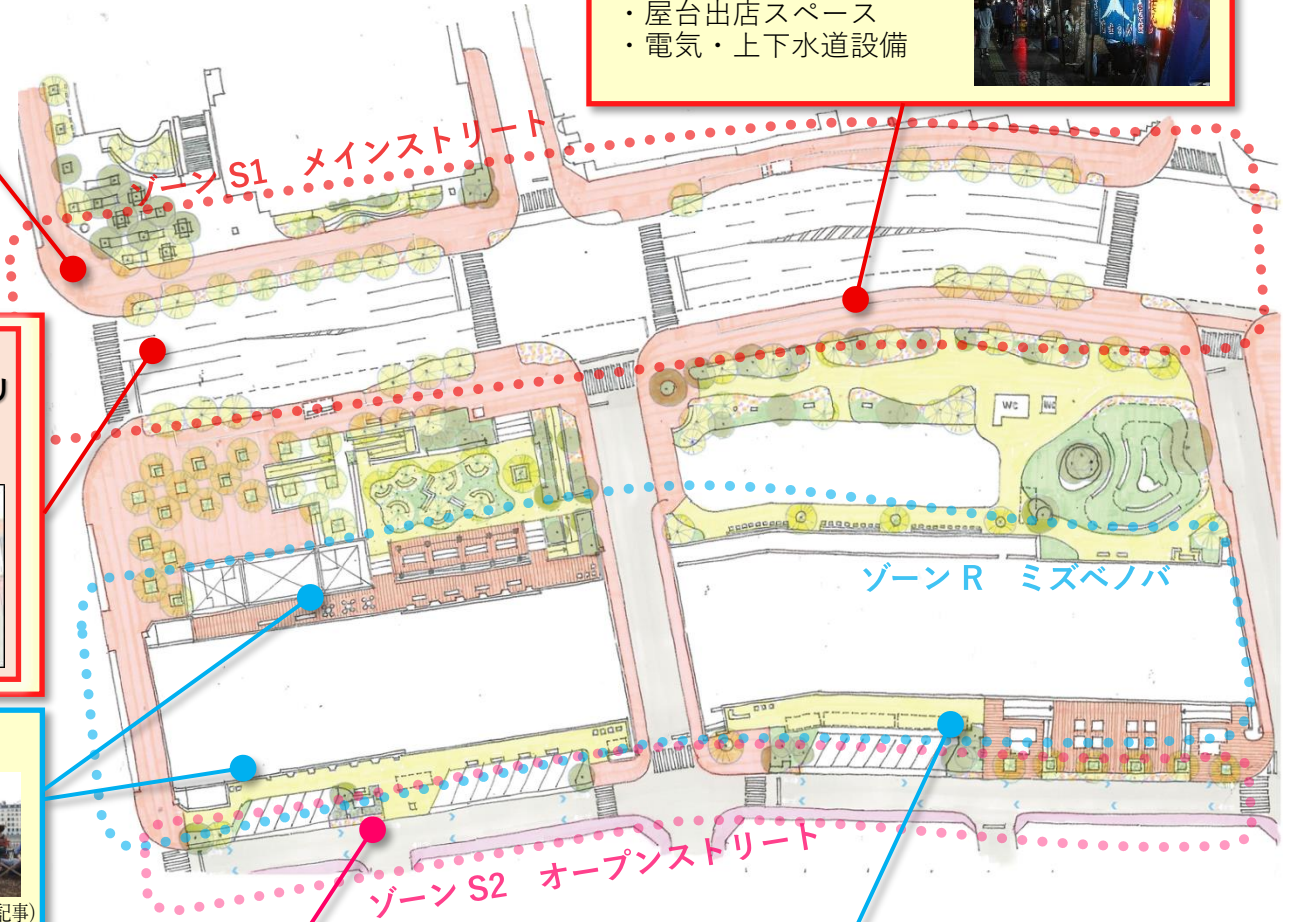 ・屋台出店スペース
・電気・上下水道設備
ゾーン S1　メインストリート
り
WC
WC
ゾーン R　ミズベノバ
ゾーン S2　オープンストリート
記事)